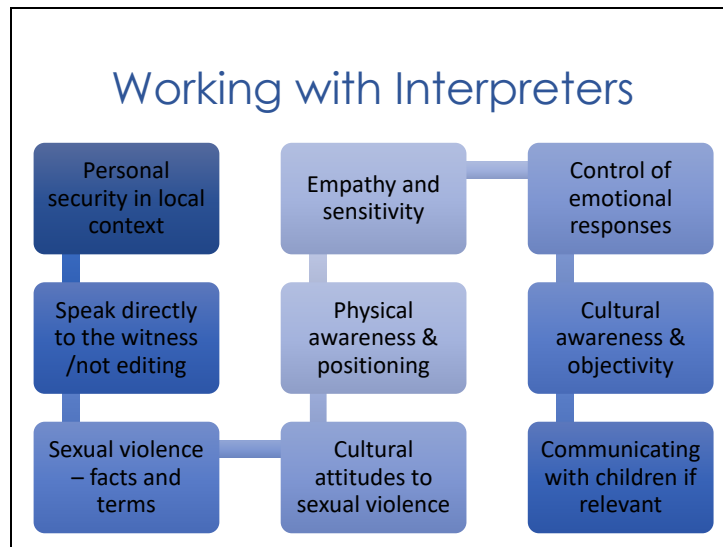 Working with Interpreters
Personal
security in local
context
Speak directly
to the witness
/not editing
Sexual violence
– facts and
terms
Cultural
attitudes to
sexual violence
Physical
awareness &
positioning
Empathy and
sensitivity
Control of
emotional
responses
Cultural
awareness &
objectivity
Communicating
with children if
relevant